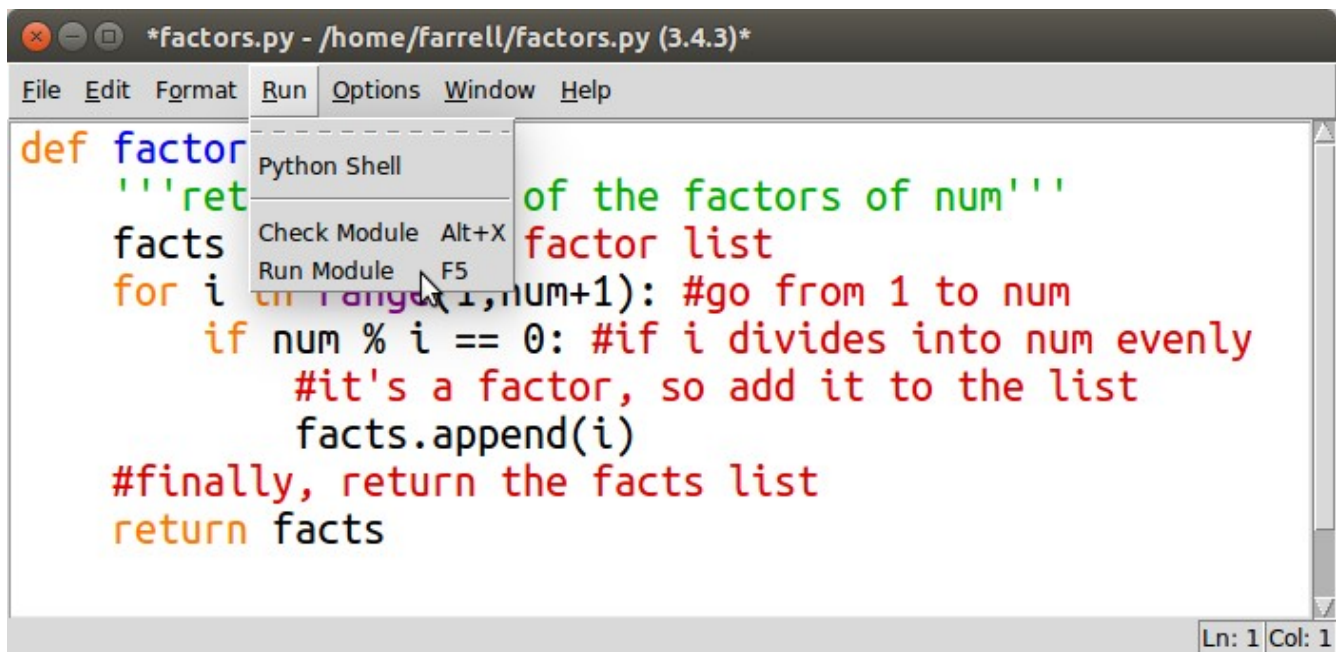 *factors.py - /home/farrell/factors.py (3.4.3)*
File Edit Format Run Options Window Help
def factor
Python Shell
'''ret of the factors of num'''
Check Module Alt+X
facts factor list
Run Module F5
for i in range(1,num+1): #go from 1 to num
if num % i == 0: #if i divides into num evenly
#it's a factor, so add it to the list
facts.append(i)
#finally, return the facts list
return facts
Ln: 1 Col: 1